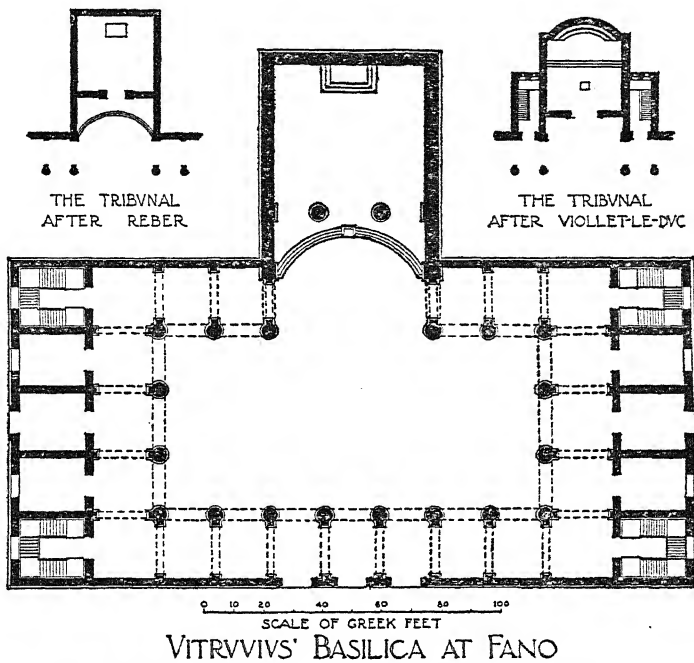 THE TRIBVNAL
AFTER REBER
THE TRIBVNAL
AFTER VIOLLET-LE-DVC
0 10 20 40 60 80 100
SCALE OF GREEK FEET
VITRVVIVS' BASILICA AT FANO